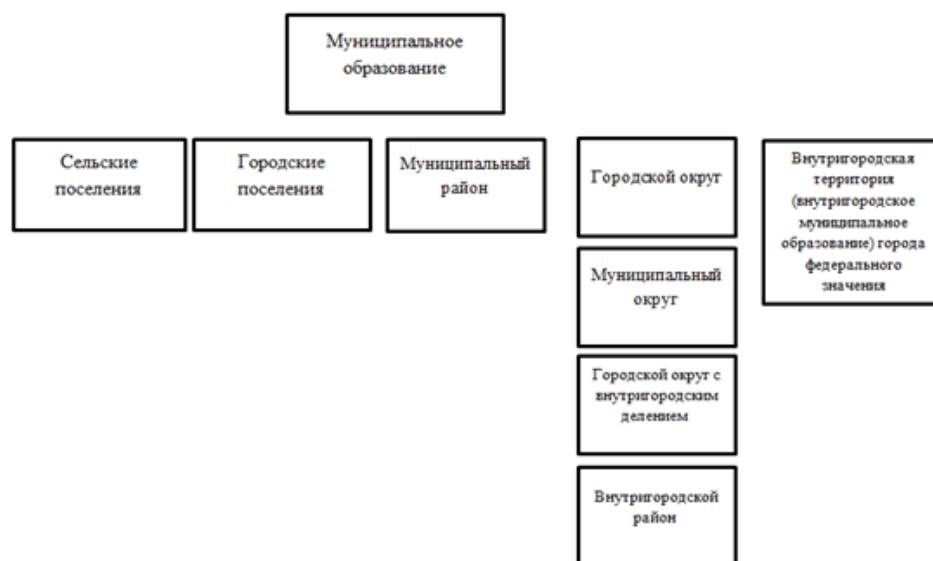 Муниципальное
образование
Сельские
поселения
Городские
поселения
Муниципальный
район
Городской округ
Муниципальный
округ
Городской округ с
внутригородским
делением
Внутригородской
район
Внутригородская
территория
(внутригородское
муниципальное
образование) города
федерального
значения